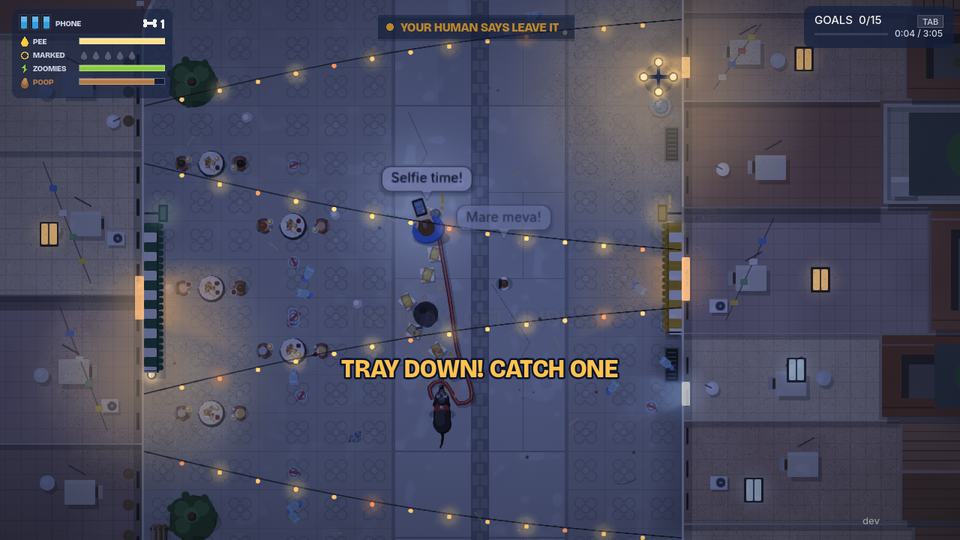 PHONE
1
PEE
MARKED
ZOOMIES
POOP
YOUR HUMAN SAYS LEAVE IT
GOALS 0/15
TAB
0:04 / 3:05
Selfie time!
Mare meva!
TRAY DOWN! CATCH ONE
dev